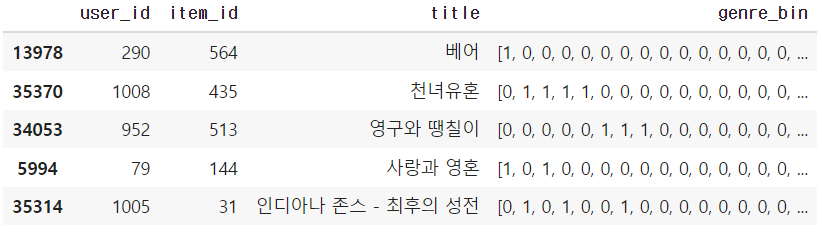 user_id item_id title genre_bin
13978 290 564 베어 [1, 0, 0, 0, 0, 0, 0, 0, 0, 0, 0, 0, 0, 0, 0, ...
35370 1008 435 천녀유혼 [0, 1, 1, 1, 1, 0, 0, 0, 0, 0, 0, 0, 0, 0, 0, ...
34053 952 513 영구와 땡칠이 [0, 0, 0, 0, 0, 1, 1, 1, 0, 0, 0, 0, 0, 0, 0, ...
5994 79 144 사랑과 영혼 [1, 0, 1, 0, 0, 0, 0, 0, 0, 0, 0, 0, 0, 0, 0, ...
35314 1005 31 인디아나 존스 - 최후의 성전 [0, 1, 0, 1, 0, 0, 1, 0, 0, 0, 0, 0, 0, 0, 0, ...